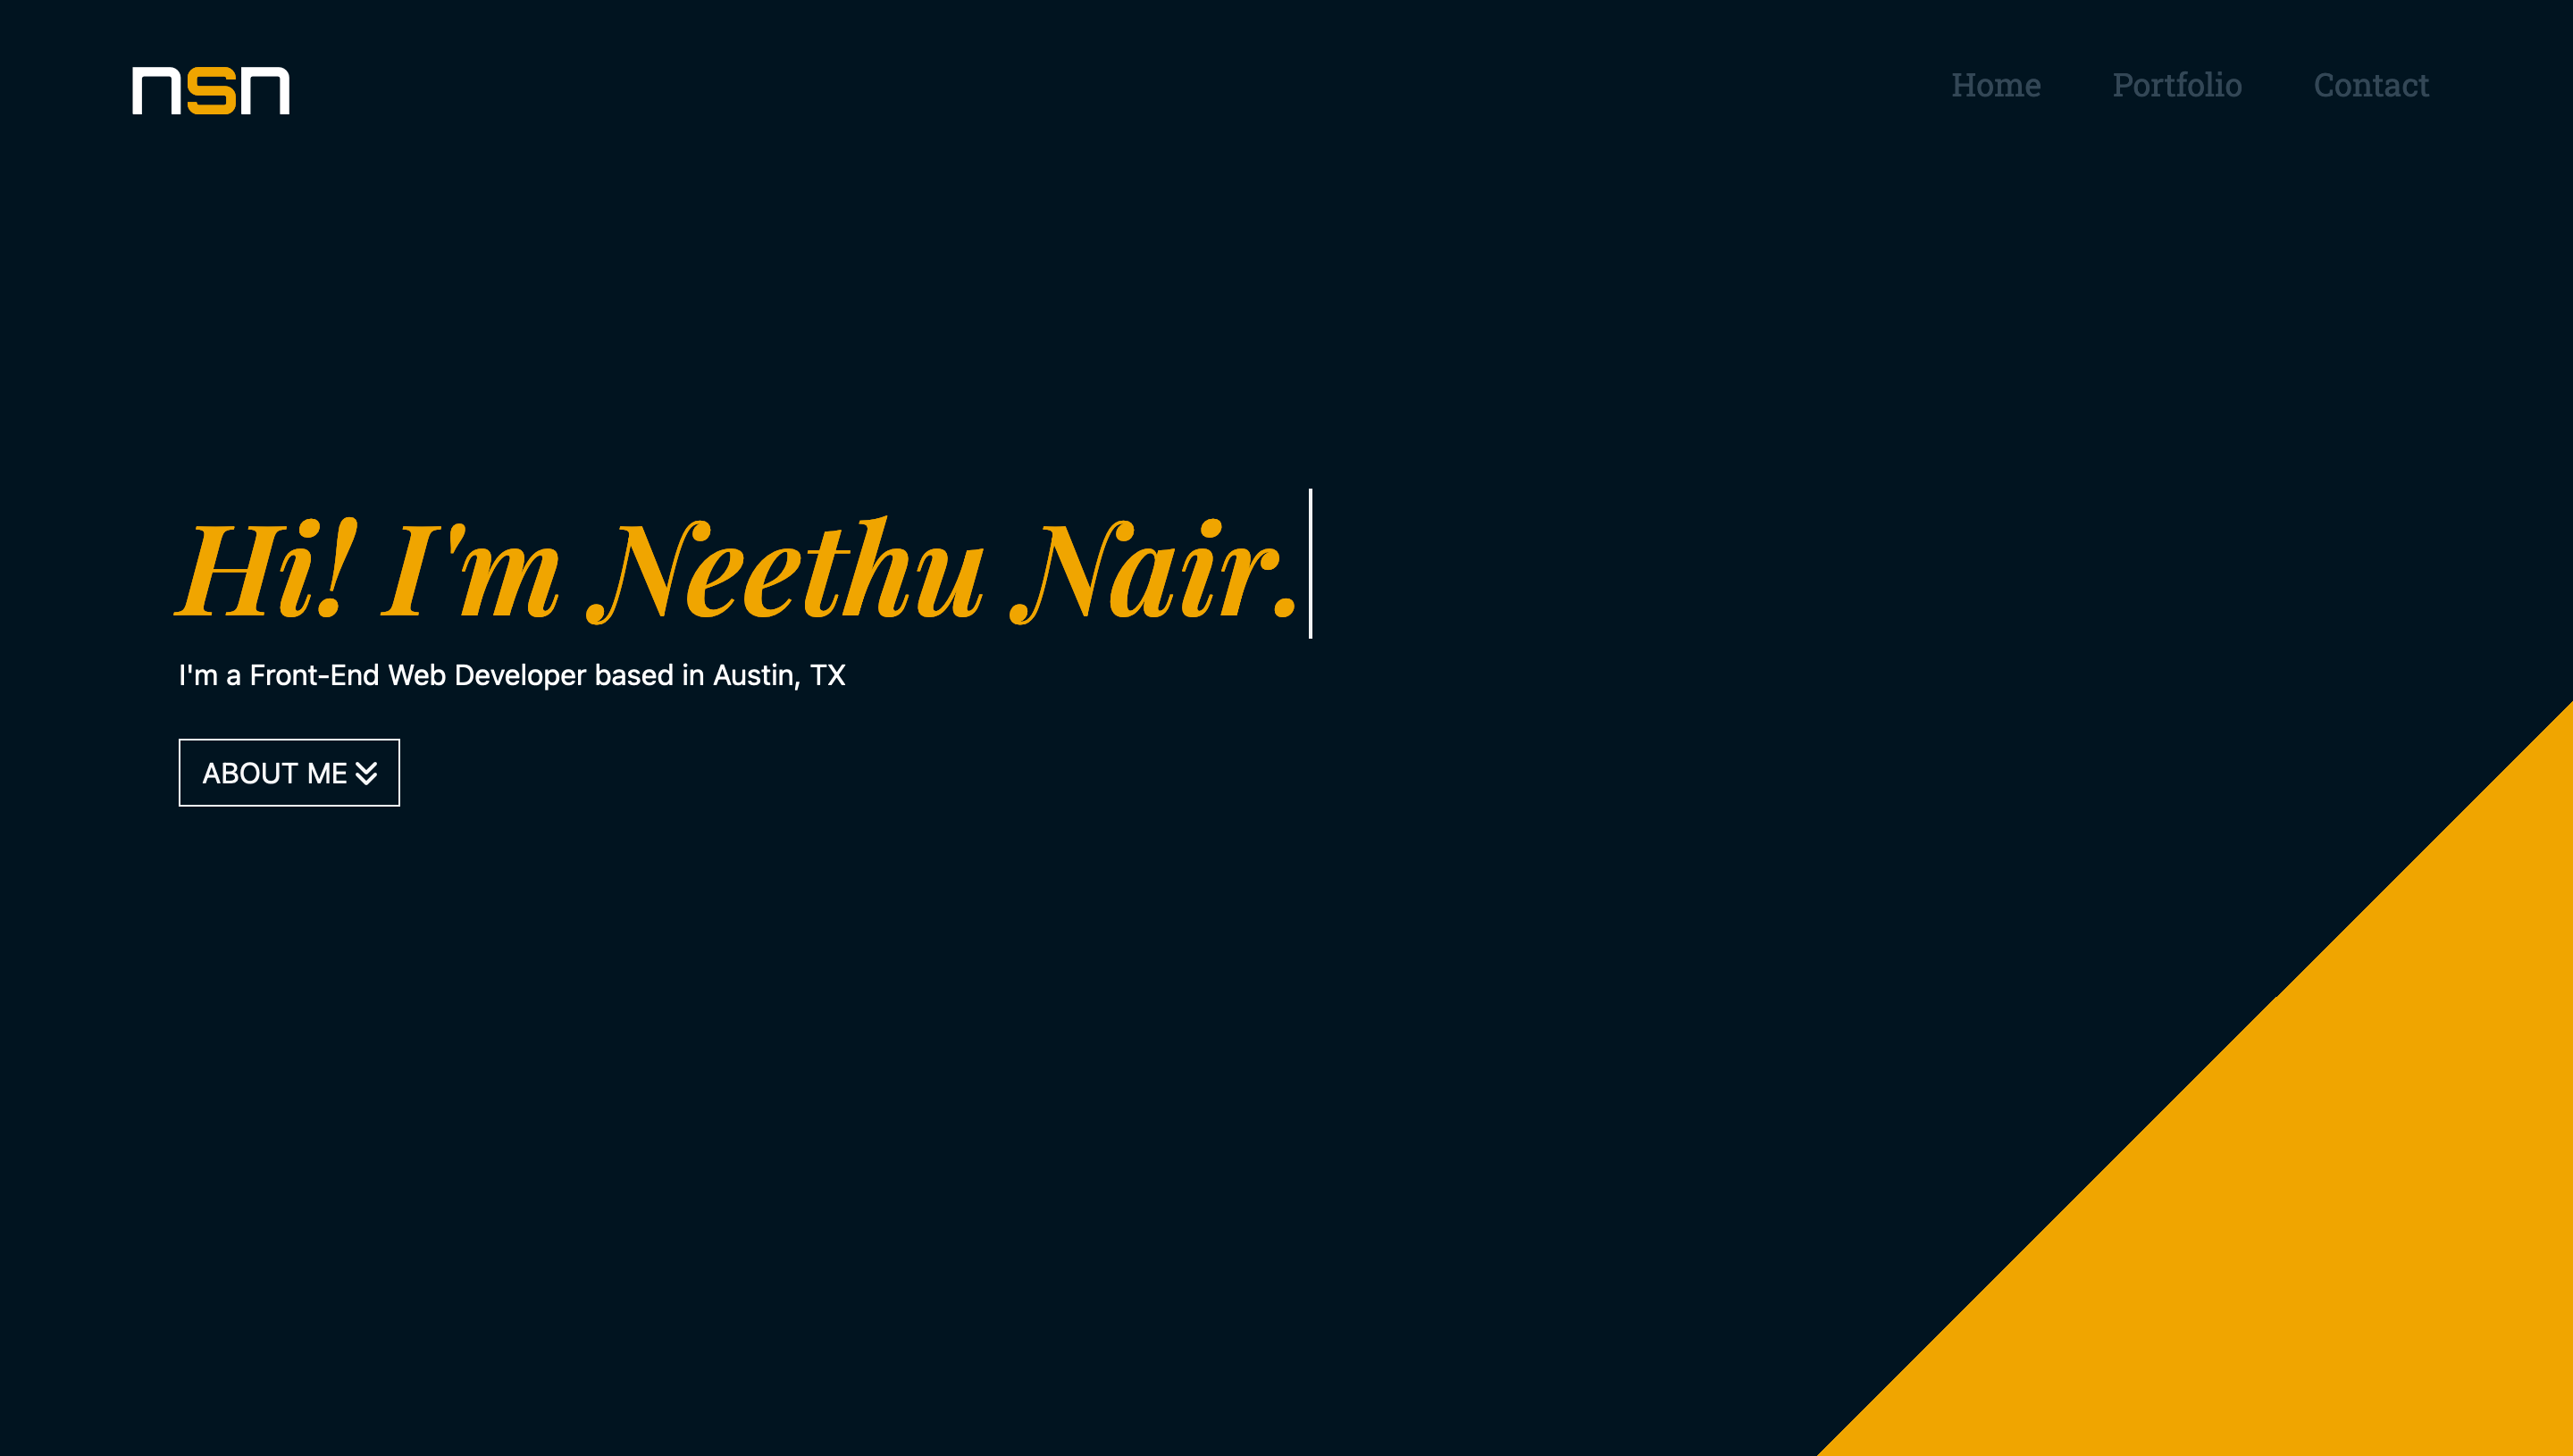 nsn
Home Portfolio Contact
Hi! I'm Neethu Nair.
I'm a Front-End Web Developer based in Austin, TX
ABOUT ME